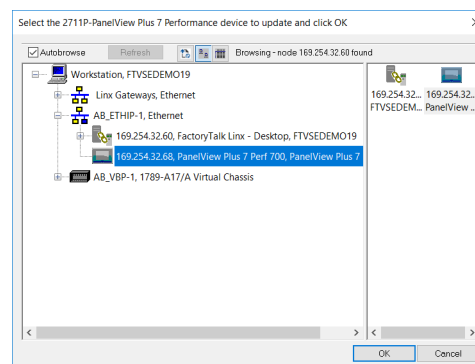 Select the 2711P-PanelView Plus 7 Performance device to update and click OK
Autobrowse Refresh Browsing - node 169.254.32.60 found
Workstation, FTVSEDEMO19
Linx Gateways, Ethernet
AB_ETHIP-1, Ethernet
169.254.32.60, FactoryTalk Linx - Desktop, FTVSEDEMO19
169.254.32.68, PanelView Plus 7 Perf 700, PanelView Plus 7
AB_VBP-1, 1789-A17/A Virtual Chassis
169.254.32... 169.254.32...
FTVSEDEM... PanelView ...
OK Cancel